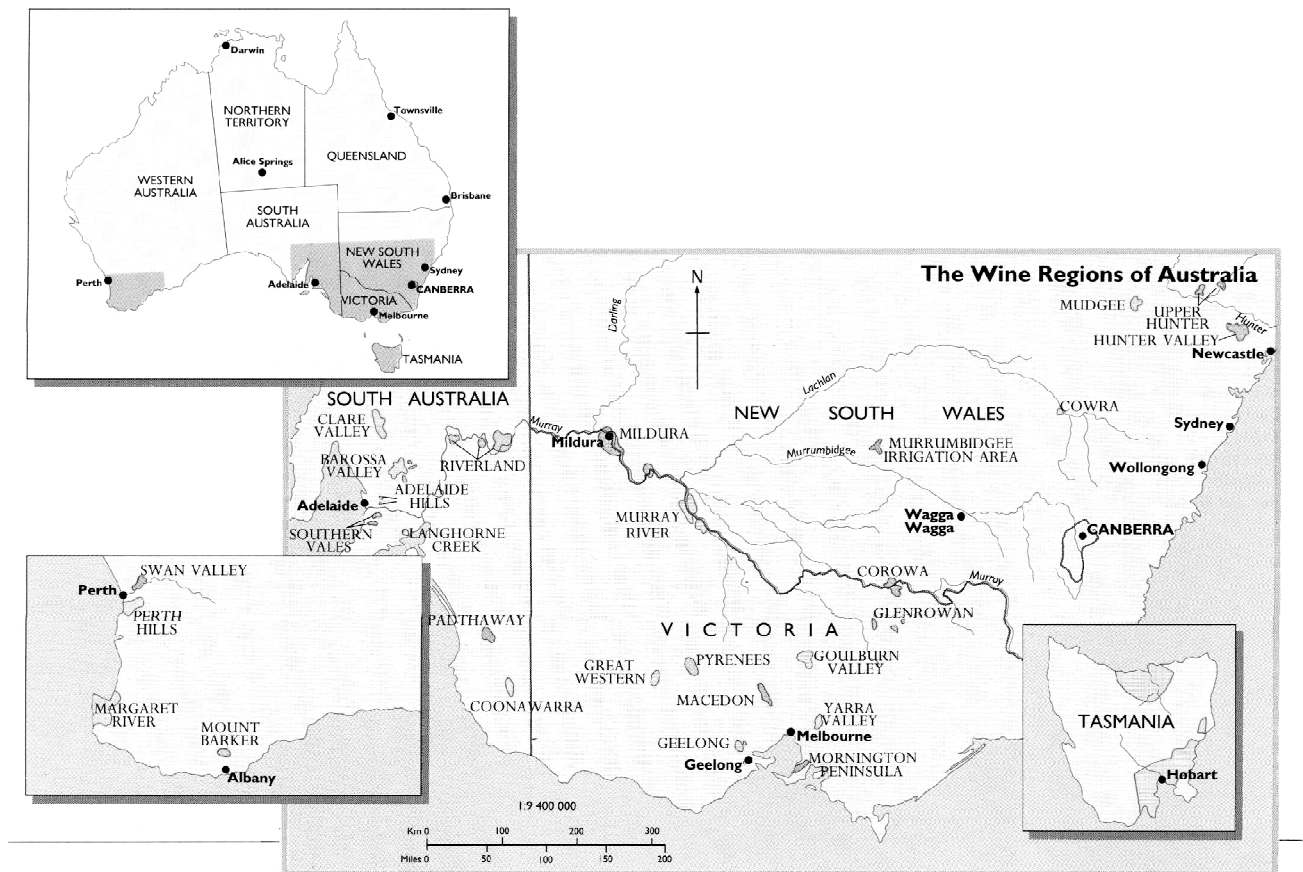 Darwin
Townsville
NORTHERN
TERRITORY
QUEENSLAND
Alice Springs
WESTERN
AUSTRALIA
Brisbane
SOUTH
AUSTRALIA
NEW SOUTH
WALES
Sydney
Perth
Adelaide
CANBERRA
VICTORIA
Melbourne
TASMANIA
The Wine Regions of Australia
N
Darling
MUDGEE
UPPER
HUNTER
Hunter
HUNTER VALLEY
Newcastle
SOUTH AUSTRALIA
CLARE
VALLEY
Murray
Mildura
MILDURA
Lachlan
NEW SOUTH WALES
COWRA
Sydney
BAROSSA
VALLEY
RIVERLAND
Murrumbidgee
MURRUMBIDGEE
IRRIGATION AREA
Wollongong
Adelaide
ADELAIDE
HILLS
MURRAY
RIVER
Wagga
Wagga
CANBERRA
SOUTHERN
VALES
LANGHORNE
CREEK
COROWA
Murray
GLENROWAN
SWAN VALLEY
Perth
PERTH
HILLS
MARGARET
RIVER
MOUNT
BARKER
Albany
PADTHAWAY
COONAWARRA
VICTORIA
GREAT
WESTERN
PYRENEES
GOULBURN
VALLEY
MACEDON
YARRA
VALLEY
Melbourne
GEELONG
Geelong
MORNINGTON
PENINSULA
TASMANIA
Hobart
1:9 400 000
Km 0 100 200 300
Miles 0 50 100 150 200